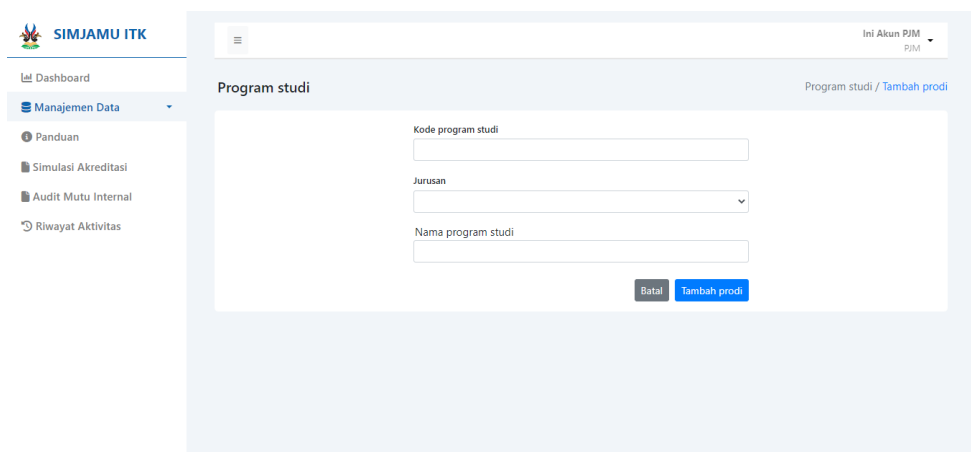 SIMJAMU ITK
Dashboard
Manajemen Data
Panduan
Simulasi Akreditasi
Audit Mutu Internal
Riwayat Aktivitas
Ini Akun PJM
PJM
Program studi
Program studi / Tambah prodi
Kode program studi
Jurusan
Nama program studi
Batal
Tambah prodi